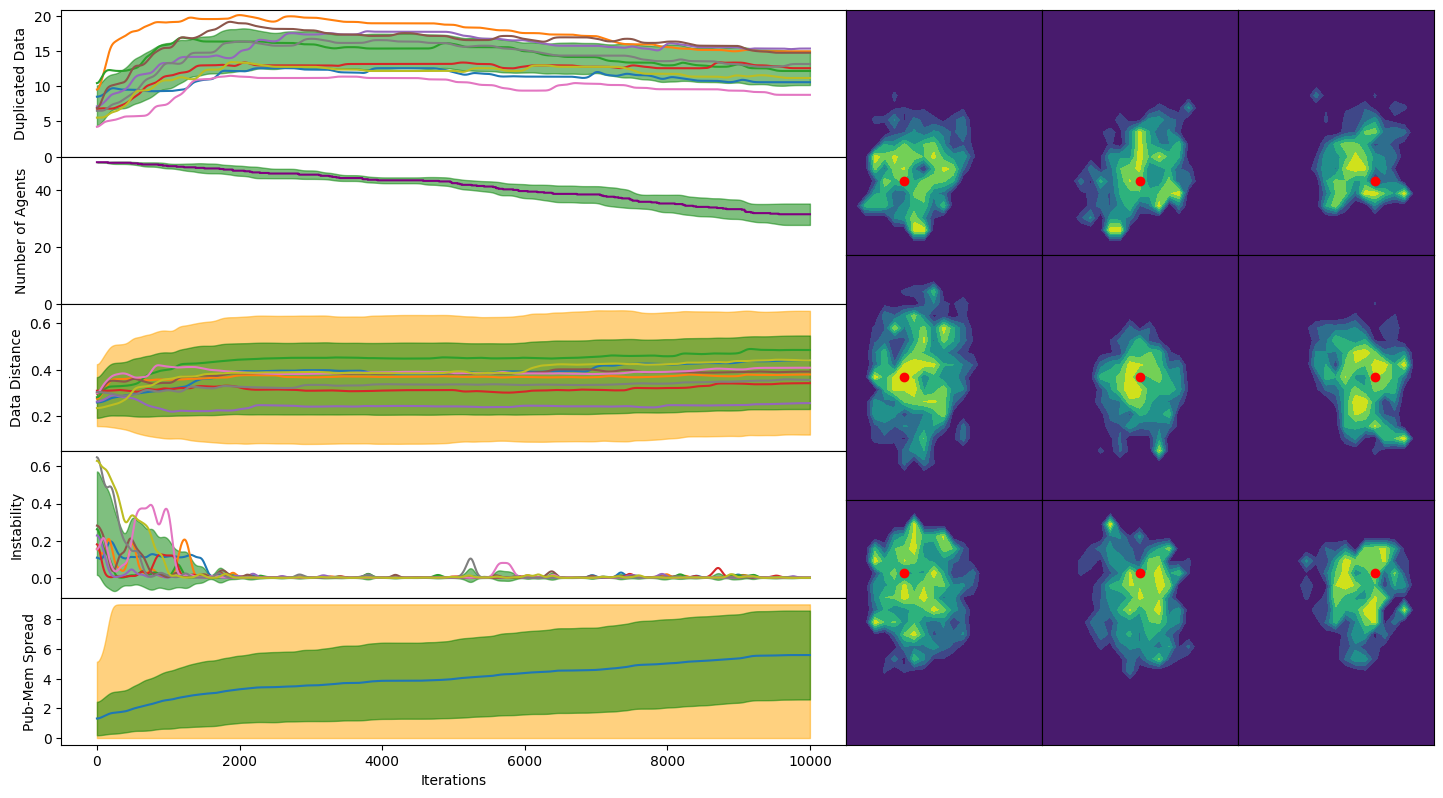 Duplicated Data
20
15
10
5
0
Number of Agents
40
20
0
Data Distance
0.6
0.4
0.2
Instability
0.6
0.4
0.2
0.0
Pub-Mem Spread
8
6
4
2
0
0 2000 4000 6000 8000 10000
Iterations